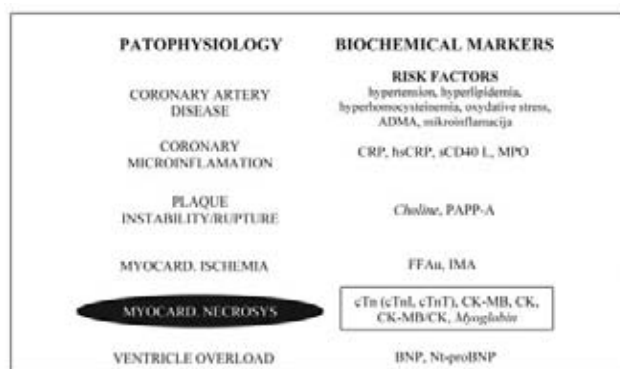 PATOPHYSIOLOGY
BIOCHEMICAL MARKERS
CORONARY ARTERY
DISEASE
RISK FACTORS
hypertension, hyperlipidemia,
hyperhomocysteinemia, oxydative stress,
ADMA, mikroinflamacija
CORONARY
MICROINFLAMATION
CRP, hsCRP, sCD40 L, MPO
PLAQUE
INSTABILITY/RUPTURE
Choline, PAPP-A
MYOCARD. ISCHEMIA
FFAu, IMA
MYOCARD. NECROSYS
cTn (cTnI, cTnT), CK-MB, CK,
CK-MB/CK, Myoglobin
VENTRICLE OVERLOAD
BNP, Nt-proBNP